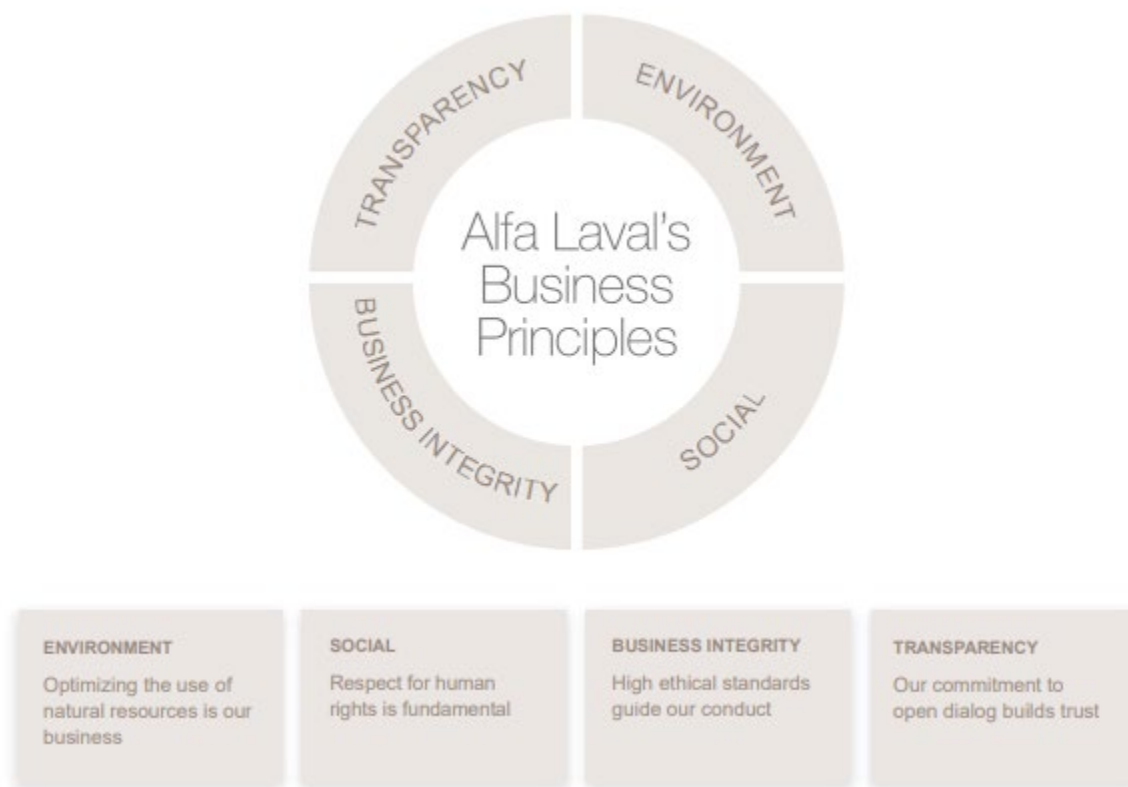 TRANSPARENCY
ENVIRONMENT
Alfa Laval's
Business
Principles
BUSINESS INTEGRITY
SOCIAL
ENVIRONMENT
Optimizing the use of
natural resources is our
business
SOCIAL
Respect for human
rights is fundamental
BUSINESS INTEGRITY
High ethical standards
guide our conduct
TRANSPARENCY
Our commitment to
open dialog builds trust